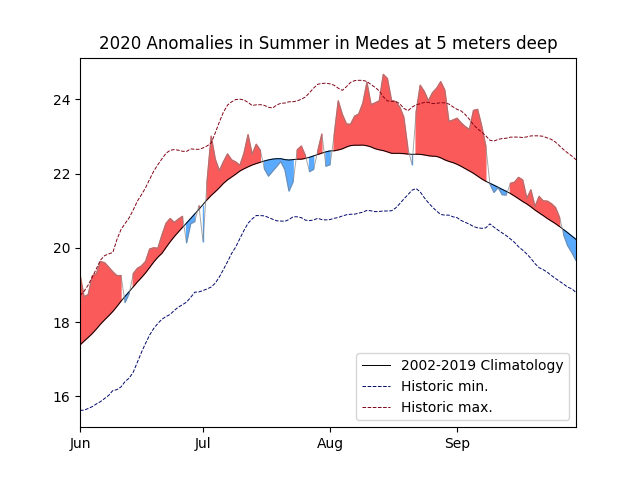 2020 Anomalies in Summer in Medes at 5 meters deep
24
22
20
18
16
Jun
Jul
Aug
Sep
2002-2019 Climatology
Historic min.
Historic max.